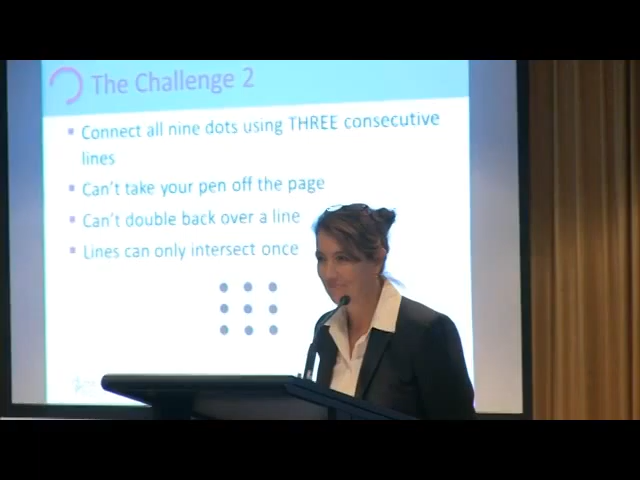 The Challenge 2
Connect all nine dots using THREE consecutive
lines
Can't take your pen off the page
Can't double back over a line
Lines can only intersect once